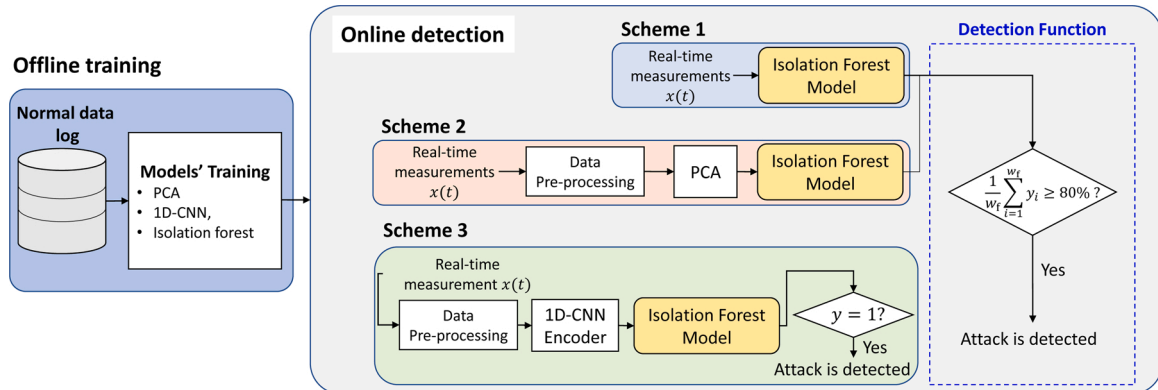 Offline training
Normal data
log
Models' Training
• PCA
• 1D-CNN,
• Isolation forest
Online detection
Scheme 1
Real-time
measurements
x(t)
Isolation Forest
Model
Scheme 2
Real-time
measurements
x(t)
Data
Pre-processing
PCA
Isolation Forest
Model
Scheme 3
Real-time
measurement x(t)
Data
Pre-processing
1D-CNN
Encoder
Isolation Forest
Model
y = 1?
Yes
Attack is detected
Detection Function
1/w_f ∑_{i=1}^{w_f} y_i ≥ 80% ?
Yes
Attack is detected